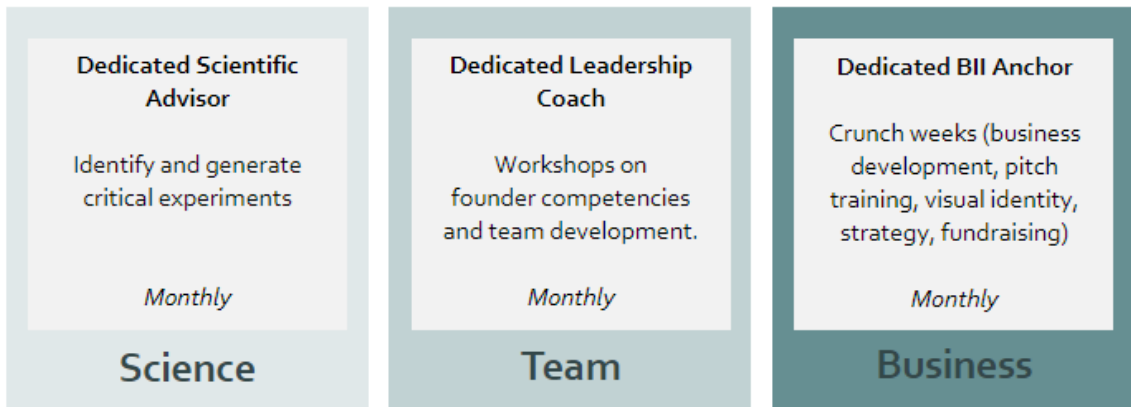 Dedicated Scientific
Advisor
Identify and generate
critical experiments
Monthly
Science
Dedicated Leadership
Coach
Workshops on
founder competencies
and team development.
Monthly
Team
Dedicated BII Anchor
Crunch weeks (business
development, pitch
training, visual identity,
strategy, fundraising)
Monthly
Business